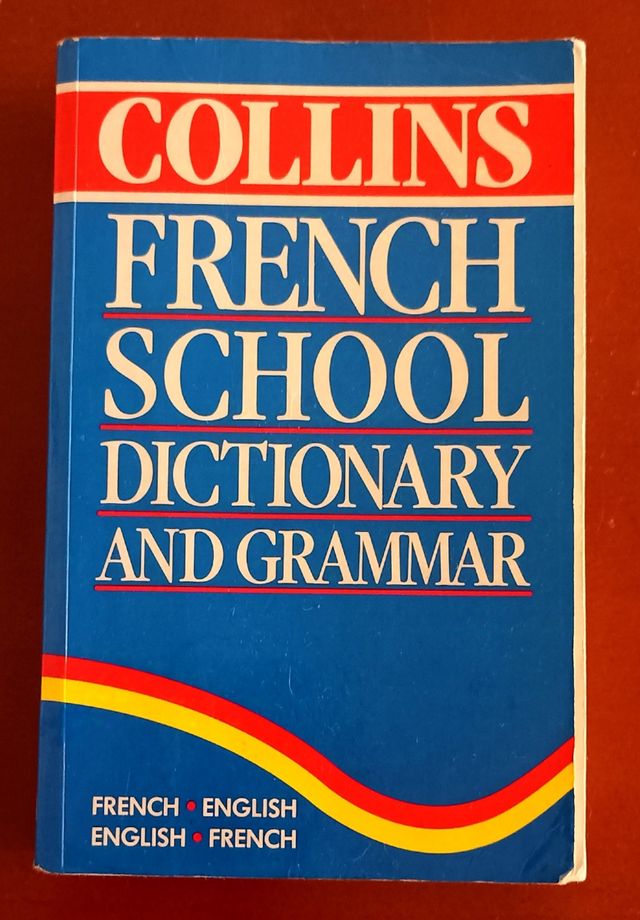 COLLINS
FRENCH
SCHOOL
DICTIONARY
AND GRAMMAR
FRENCH • ENGLISH
ENGLISH • FRENCH